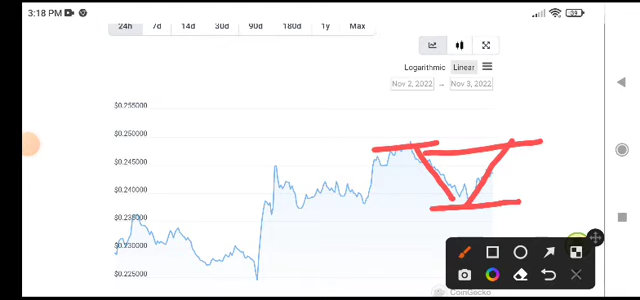 3:18 PM
39
24h 7d 14d 30d 90d 180d 1y Max
Logarithmic Linear
Nov 2, 2022 → Nov 3, 2022
$0.255000
$0.250000
$0.245000
$0.240000
$0.235000
$0.230000
$0.225000
CoinGecko